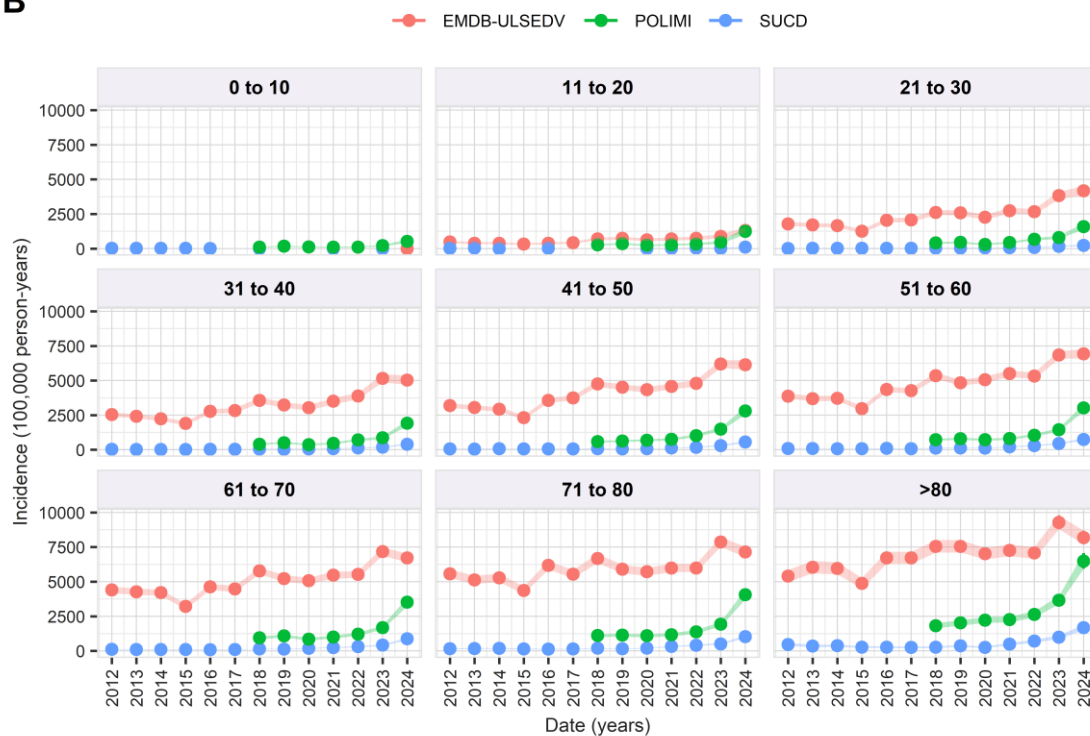 B
EMDB-ULSEDV POLIMI SUCD
0 to 10 11 to 20 21 to 30
10000
7500
5000
2500
0
31 to 40 41 to 50 51 to 60
10000
7500
5000
2500
0
61 to 70 71 to 80 >80
10000
7500
5000
2500
0
Incidence (100,000 person-years)
2012 2013 2014 2015 2016 2017 2018 2019 2020 2021 2022 2023 2024 2012 2013 2014 2015 2016 2017 2018 2019 2020 2021 2022 2023 2024 2012 2013 2014 2015 2016 2017 2018 2019 2020 2021 2022 2023 2024
Date (years)